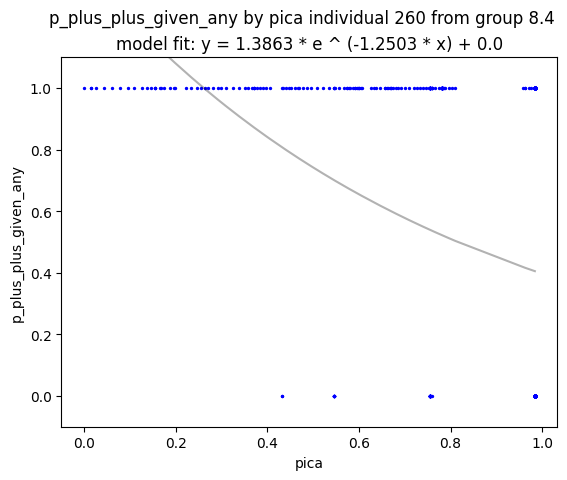 p_plus_plus_given_any by pica individual 260 from group 8.4
model fit: y = 1.3863 * e ^ (-1.2503 * x) + 0.0
1.0
0.8
0.6
0.4
0.2
0.0
p_plus_plus_given_any
0.0 0.2 0.4 0.6 0.8 1.0
pica